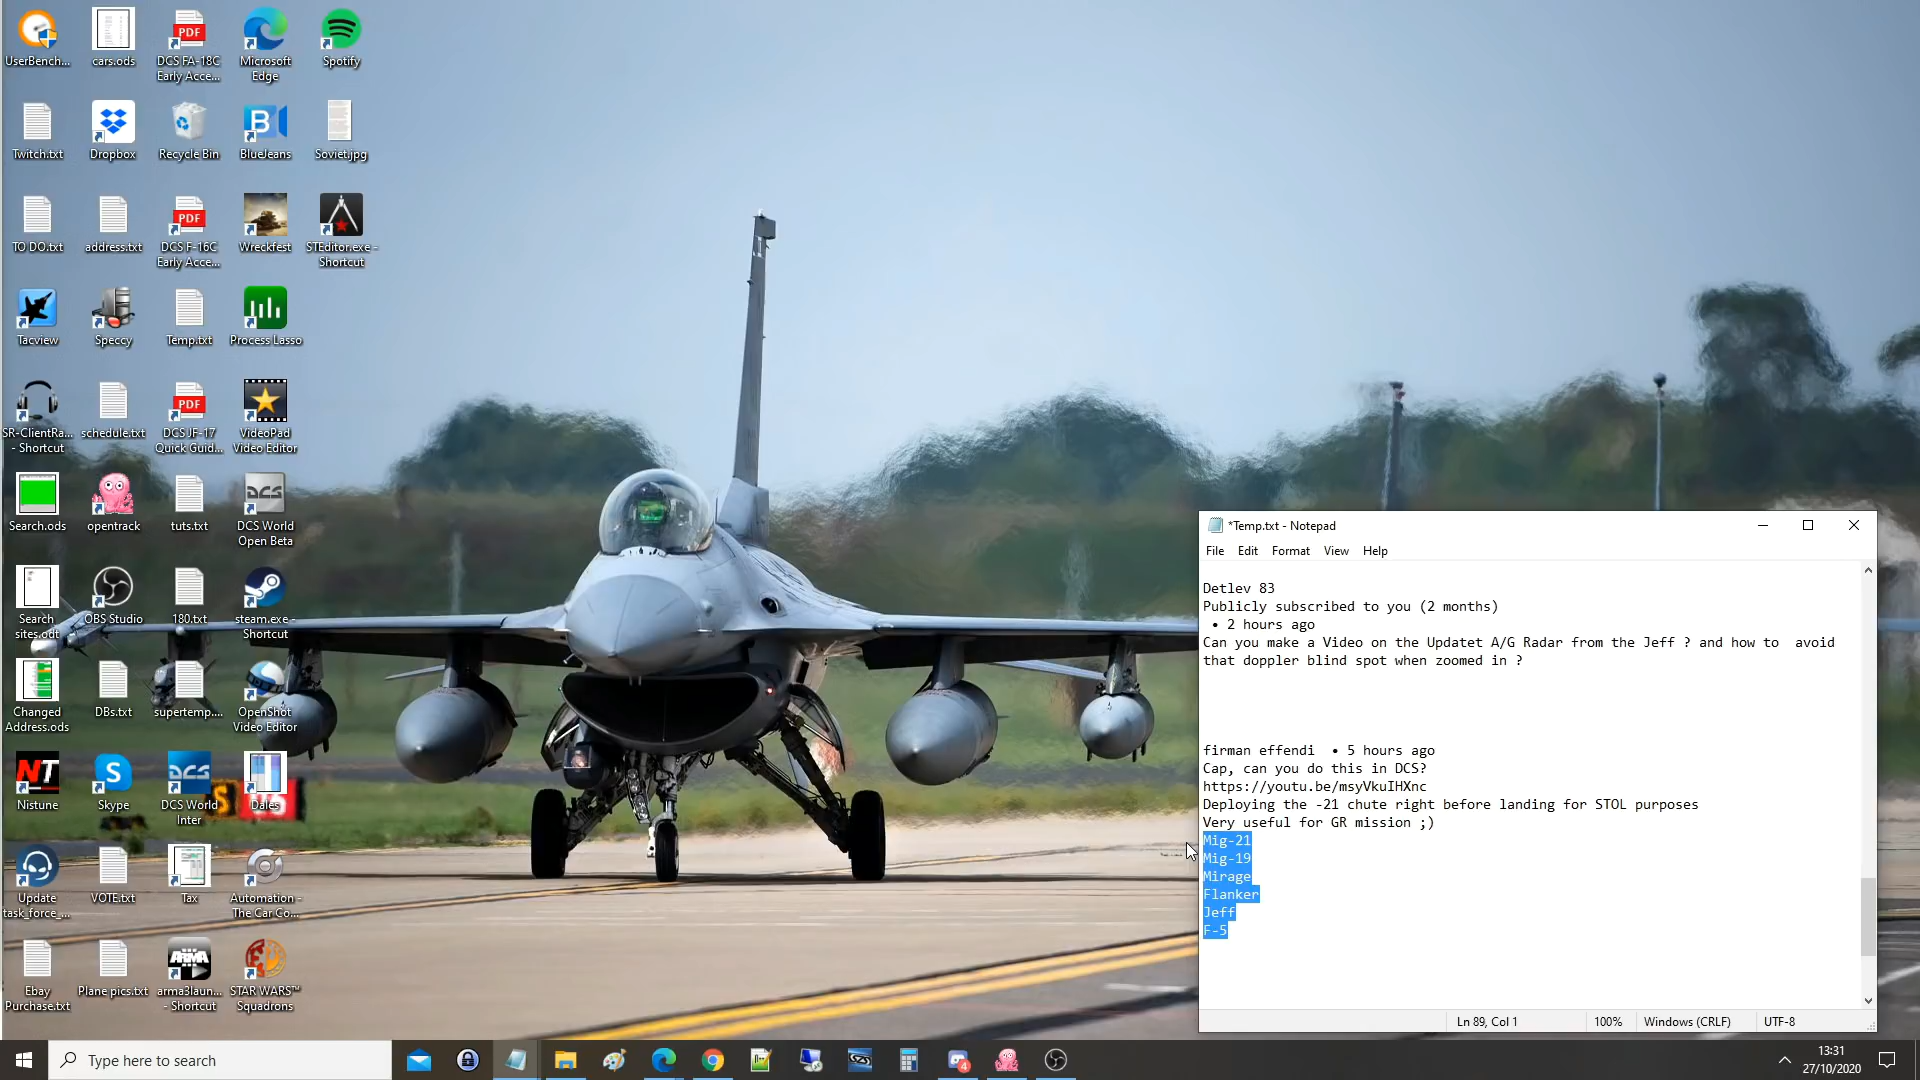 UserBench...
cars.ods
DCS FA-18C
Early Acce...
Microsoft
Edge
Spotify
Twitch.txt
Dropbox
Recycle Bin
BlueJeans
Soviet.jpg
TO DO.txt
address.txt
DCS F-16C
Early Acce...
Wreckfest
STEditor.exe -
Shortcut
Tacview
Speccy
Temp.txt
Process Lasso
SR-ClientRa...
- Shortcut
schedule.txt
DCS JF-17
Quick Guid...
VideoPad
Video Editor
Search.ods
opentrack
tuts.txt
DCS World
Open Beta
Search
sites.odt
OBS Studio
180.txt
steam.exe -
Shortcut
Changed
Address.ods
DBs.txt
supertemp....
OpenShot
Video Editor
Nistune
Skype
DCS World
Inter
Dales
Update
task_force_...
VOTE.txt
Tax
Automation -
The Car Co...
Ebay
Purchase.txt
Plane pics.txt
arma3laun...
- Shortcut
STAR WARS™
Squadrons
PDF
PDF
PDF
DCS
NT
DCS
ARMA
*Temp.txt - Notepad
File Edit Format View Help
Detlev 83
Publicly subscribed to you (2 months)
• 2 hours ago
Can you make a Video on the Updatet A/G Radar from the Jeff ? and how to  avoid
that doppler blind spot when zoomed in ?
firman effendi  • 5 hours ago
Cap, can you do this in DCS?
https://youtu.be/msyVkuIHXnc
Deploying the -21 chute right before landing for STOL purposes
Very useful for GR mission ;)
Mig-21
Mig-19
Mirage
Flanker
Jeff
F-5
Ln 89, Col 1 100% Windows (CRLF) UTF-8
Type here to search
4
13:31
27/10/2020